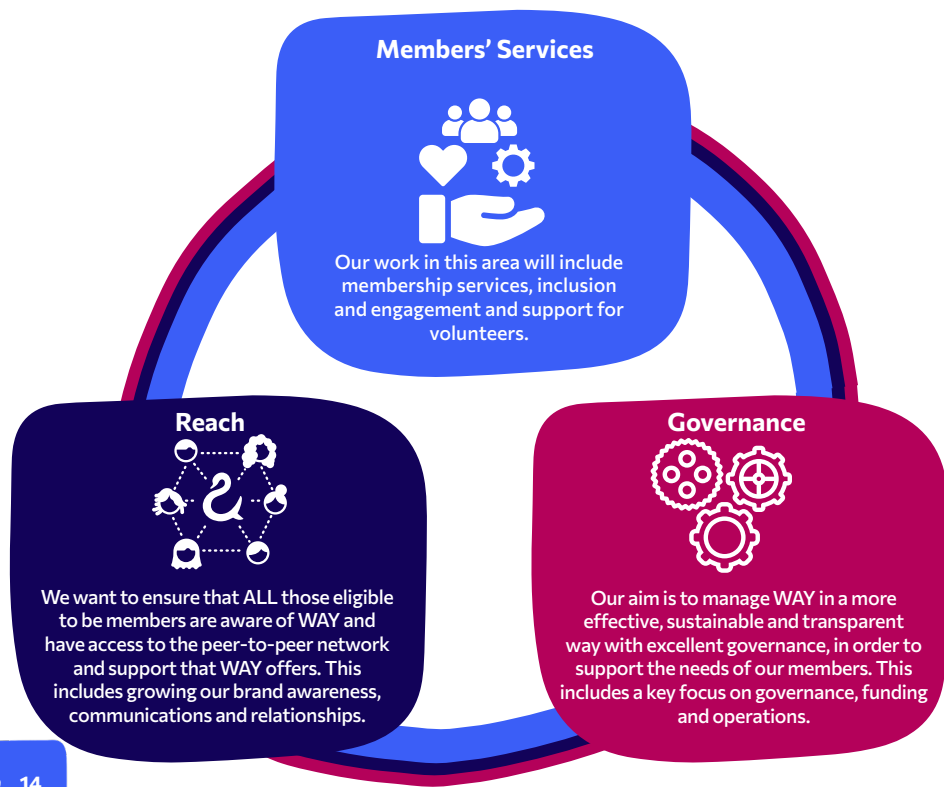 Members’ Services
Our work in this area will include
membership services, inclusion
and engagement and support for
volunteers.
Reach
We want to ensure that ALL those eligible
to be members are aware of WAY and
have access to the peer-to-peer network
and support that WAY offers. This
includes growing our brand awareness,
communications and relationships.
Governance
Our aim is to manage WAY in a more
effective, sustainable and transparent
way with excellent governance, in order to
support the needs of our members. This
includes a key focus on governance, funding
and operations.
14